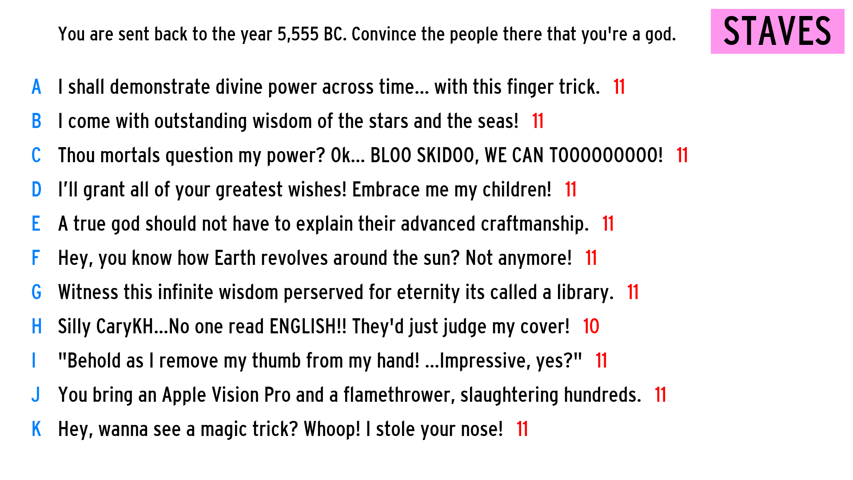 You are sent back to the year 5,555 BC. Convince the people there that you're a god.
STAVES
A I shall demonstrate divine power across time... with this finger trick. 11
B I come with outstanding wisdom of the stars and the seas! 11
C Thou mortals question my power? Ok... BLOO SKIDOO, WE CAN TOOOOOOOOO! 11
D I'll grant all of your greatest wishes! Embrace me my children! 11
E A true god should not have to explain their advanced craftmanship. 11
F Hey, you know how Earth revolves around the sun? Not anymore! 11
G Witness this infinite wisdom perserved for eternity its called a library. 11
H Silly CaryKH...No one read ENGLISH!! They'd just judge my cover! 10
I "Behold as I remove my thumb from my hand! ...Impressive, yes?" 11
J You bring an Apple Vision Pro and a flamethrower, slaughtering hundreds. 11
K Hey, wanna see a magic trick? Whoop! I stole your nose! 11